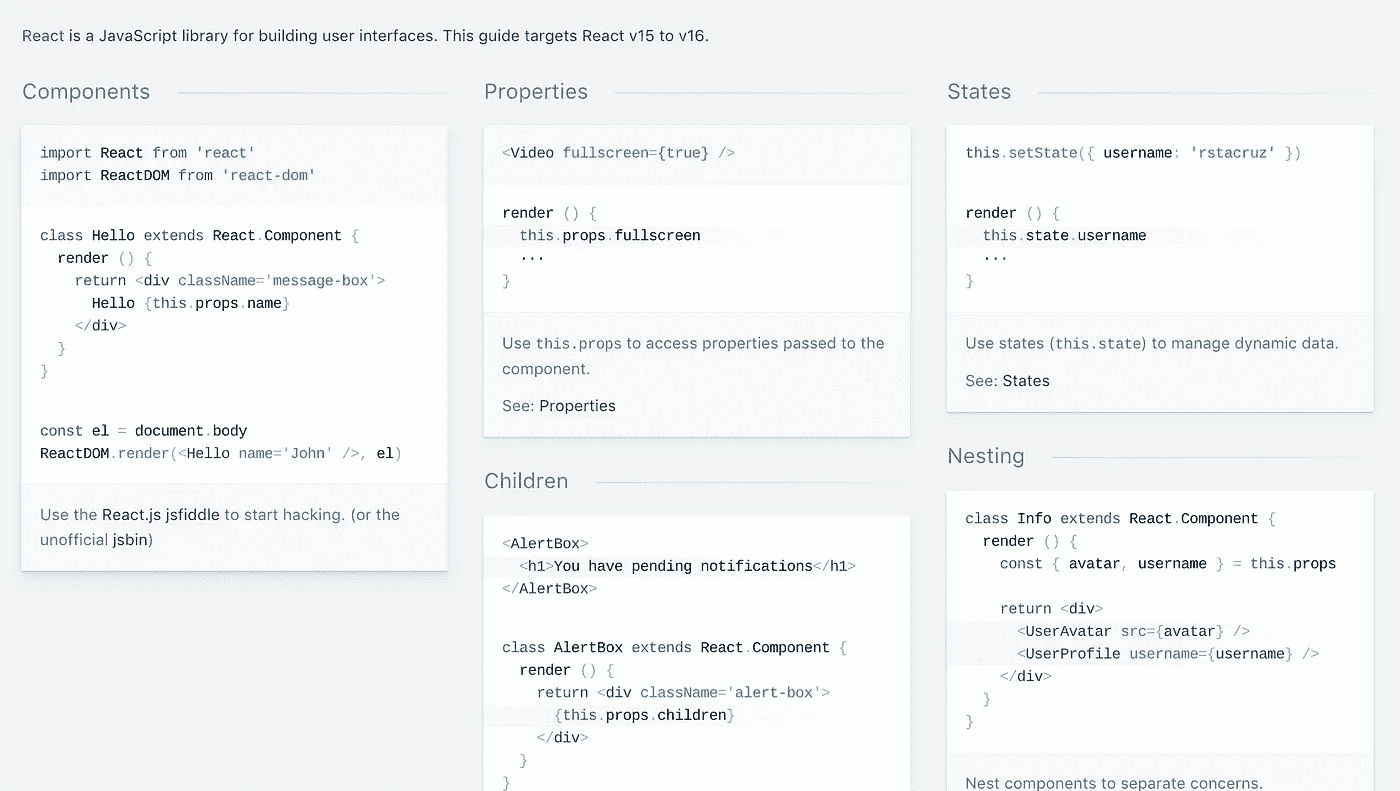 React is a JavaScript library for building user interfaces. This guide targets React v15 to v16.
Components
import React from 'react'
import ReactDOM from 'react-dom'
class Hello extends React.Component {
render () {
return <div className='message-box'>
Hello {this.props.name}
</div>
}
}
const el = document.body
ReactDOM.render(<Hello name='John' />, el)
Use the React.js jsfiddle to start hacking. (or the
unofficial jsbin)
Properties
<Video fullscreen={true} />
render () {
this.props.fullscreen
...
}
Use this.props to access properties passed to the
component.
See: Properties
Children
<AlertBox>
<h1>You have pending notifications</h1>
</AlertBox>
class AlertBox extends React.Component {
render () {
return <div className='alert-box'>
{this.props.children}
</div>
}
}
States
this.setState({ username: 'rstacruz' })
render () {
this.state.username
...
}
Use states (this.state) to manage dynamic data.
See: States
Nesting
class Info extends React.Component {
render () {
const { avatar, username } = this.props
return <div>
<UserAvatar src={avatar} />
<UserProfile username={username} />
</div>
}
}
Nest components to separate concerns.